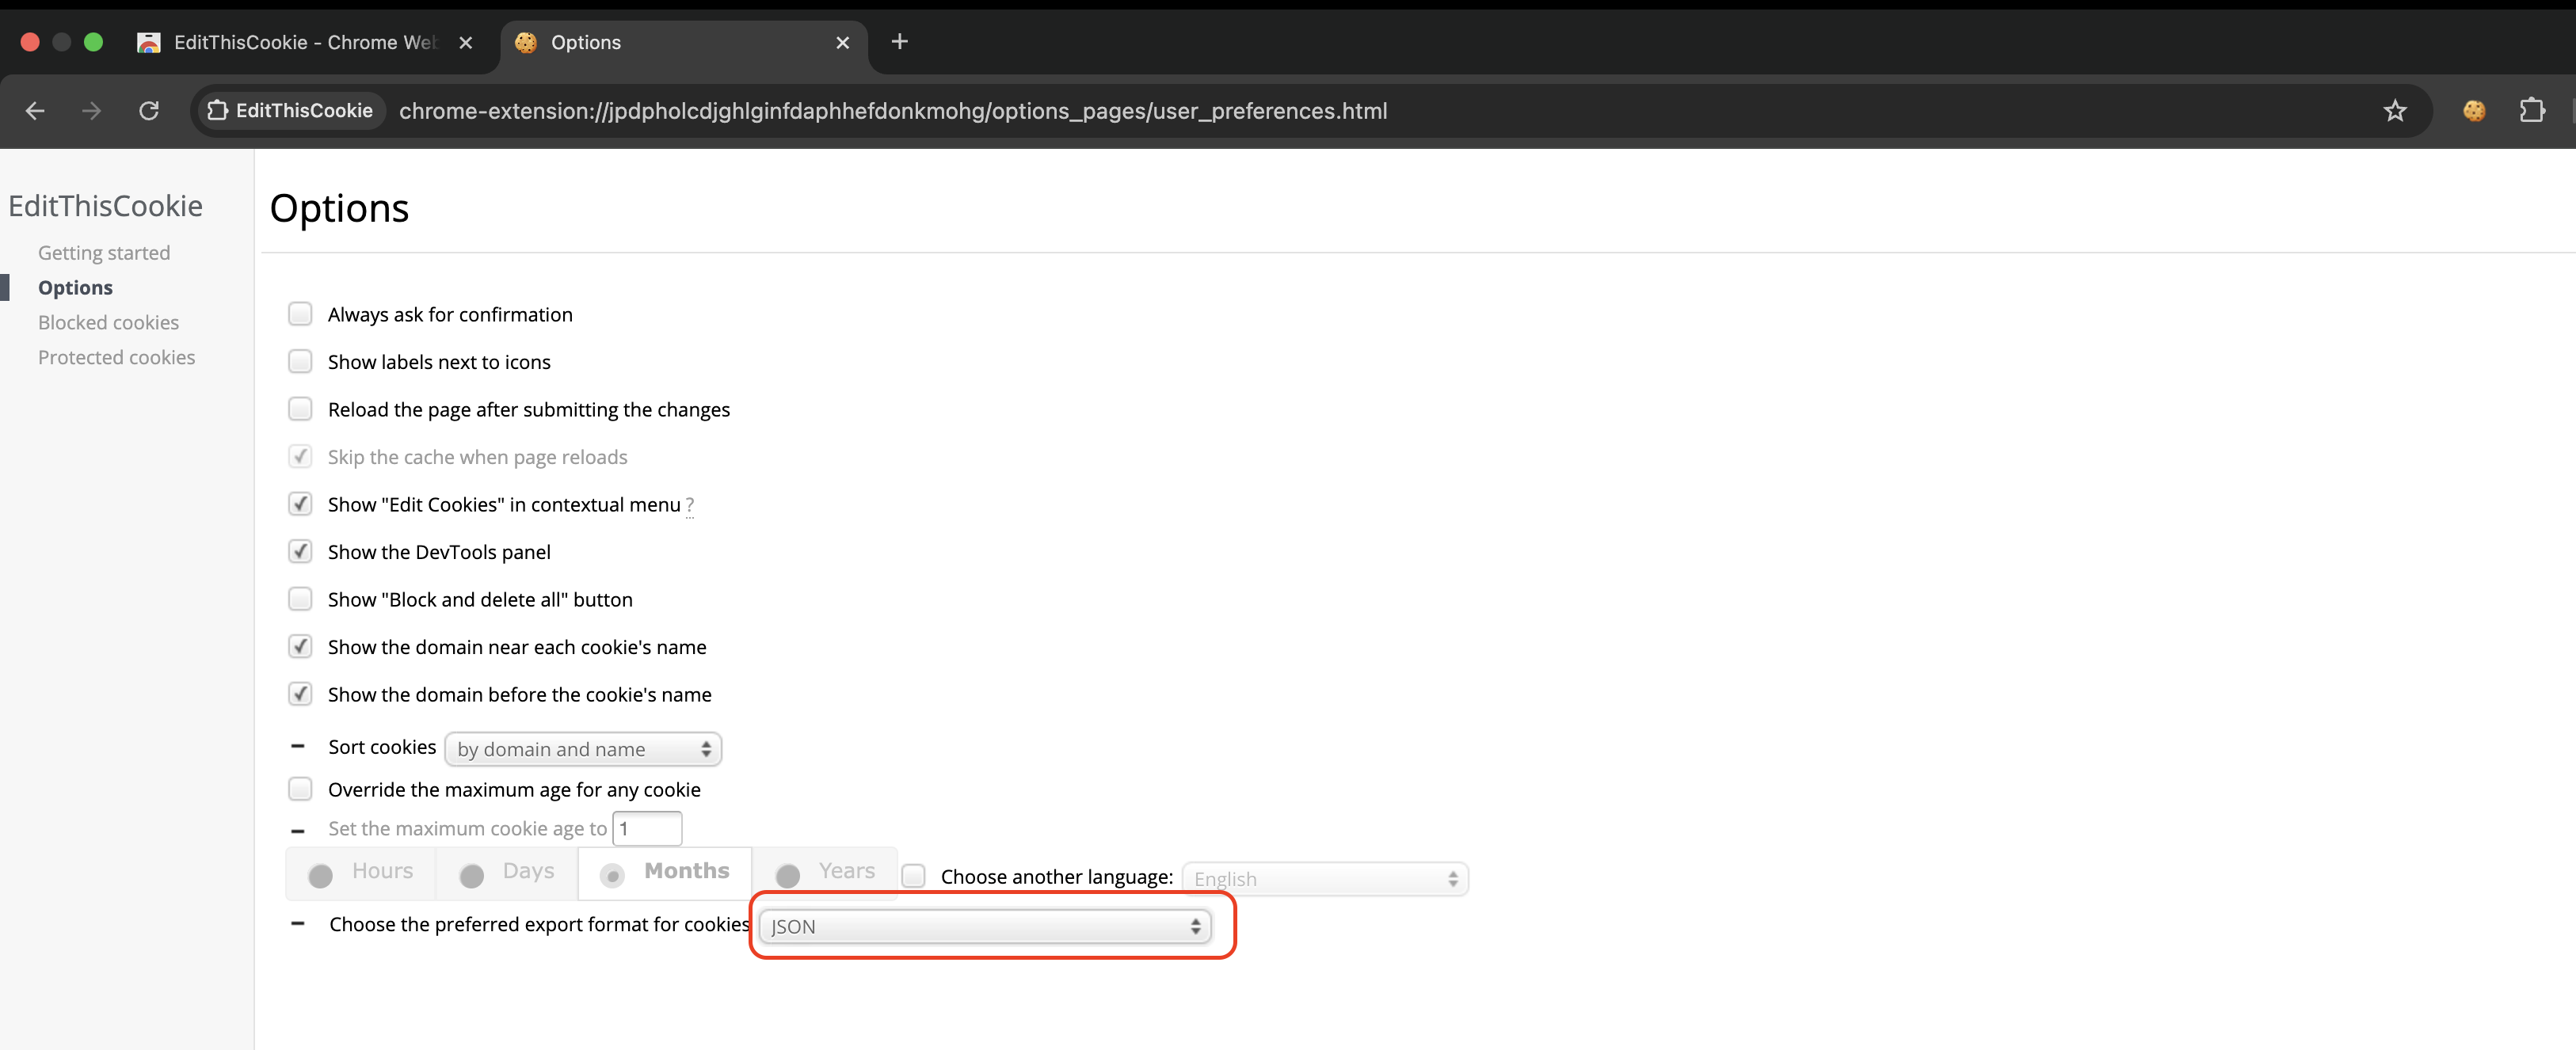 EditThisCookie - Chrome Web
Options
EditThisCookie
chrome-extension://jpdpholcdjghlginfdaphhefdonkmohg/options_pages/user_preferences.html
EditThisCookie
Getting started
Options
Blocked cookies
Protected cookies
Options
Always ask for confirmation
Show labels next to icons
Reload the page after submitting the changes
Skip the cache when page reloads
Show "Edit Cookies" in contextual menu ?
Show the DevTools panel
Show "Block and delete all" button
Show the domain near each cookie's name
Show the domain before the cookie's name
Sort cookies by domain and name
Override the maximum age for any cookie
Set the maximum cookie age to 1
Hours Days Months Years Choose another language: English
Choose the preferred export format for cookies JSON